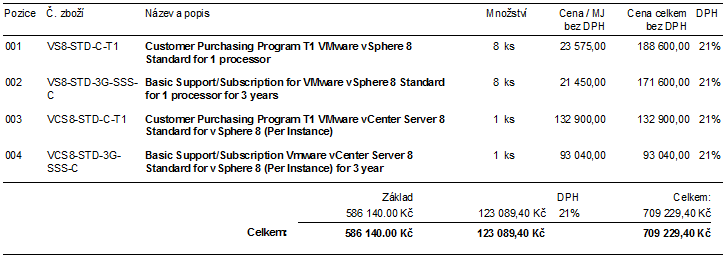 Pozice Č. zboží Název a popis Množství Cena / MJ Cena celkem DPH
bez DPH bez DPH
001 VS8-STD-C-T1 Customer Purchasing Program T1 VMware vSphere 8 8 ks 23 575,00 188 600,00 21%
Standard for 1 processor
002 VS8-STD-3G-SSS- Basic Support/Subscription for VMware vSphere 8 Standard 8 ks 21 450,00 171 600,00 21%
C for 1 processor for 3 years
003 VCS8-STD-C-T1 Customer Purchasing Program T1 VMware vCenter Server 8 1 ks 132 900,00 132 900,00 21%
Standard for vSphere 8 (Per Instance)
004 VCS8-STD-3G- Basic Support/Subscription Vmware vCenter Server 8 1 ks 93 040,00 93 040,00 21%
SSS-C Standard for vSphere 8 (Per Instance) for 3 year
Základ DPH Celkem:
586 140.00 Kč 123 089,40 Kč 21% 709 229,40 Kč
Celkem: 586 140.00 Kč 123 089,40 Kč 709 229,40 Kč